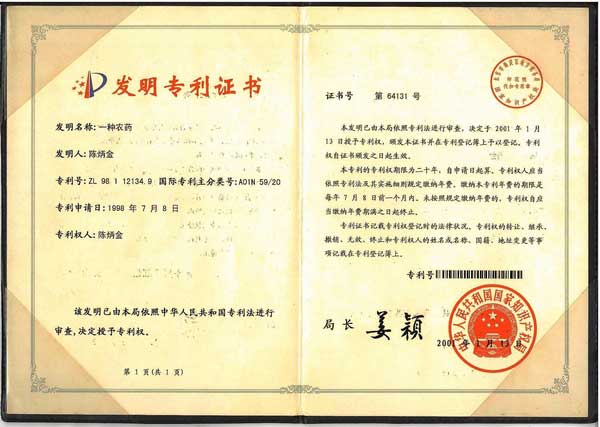 发明专利证书
发明名称:一种农药
发明人:陈炳金
专利号:ZL 98 1 12134.9 国际专利主分类号:A01N 59/20
专利申请日:1998 年 7 月 8 日
专利权人:陈炳金
该发明已由本局依照中华人民共和国专利法进行
审查,决定授予专利权。
第 1 页(共 1 页)
证书号 第 64131 号
本发明已由本局依照专利法进行审查,决定于 2001 年 1 月
13 日授予专利权,颁发本证书并在专利登记簿上予以登记。专利
权自证书颁发之日起生效。
本专利的专利权期限为二十年,自申请日起算。专利权人应当
依照专利法及其实施细则规定缴纳年费。缴纳本专利年费的期限是
每年 7 月 8 日前一个月内。未按照规定缴纳年费的,专利权自应
当缴纳年费期满之日起终止。
专利证书记载专利权登记时的法律状况。专利权的转让、继承、
撤销、无效、终止和专利权人的姓名或名称、国籍、地址变更等事
项记载在专利登记簿上。
专利号
局长 姜颖
2001 年 1 月 13 日
中华人民共和国国家知识产权局